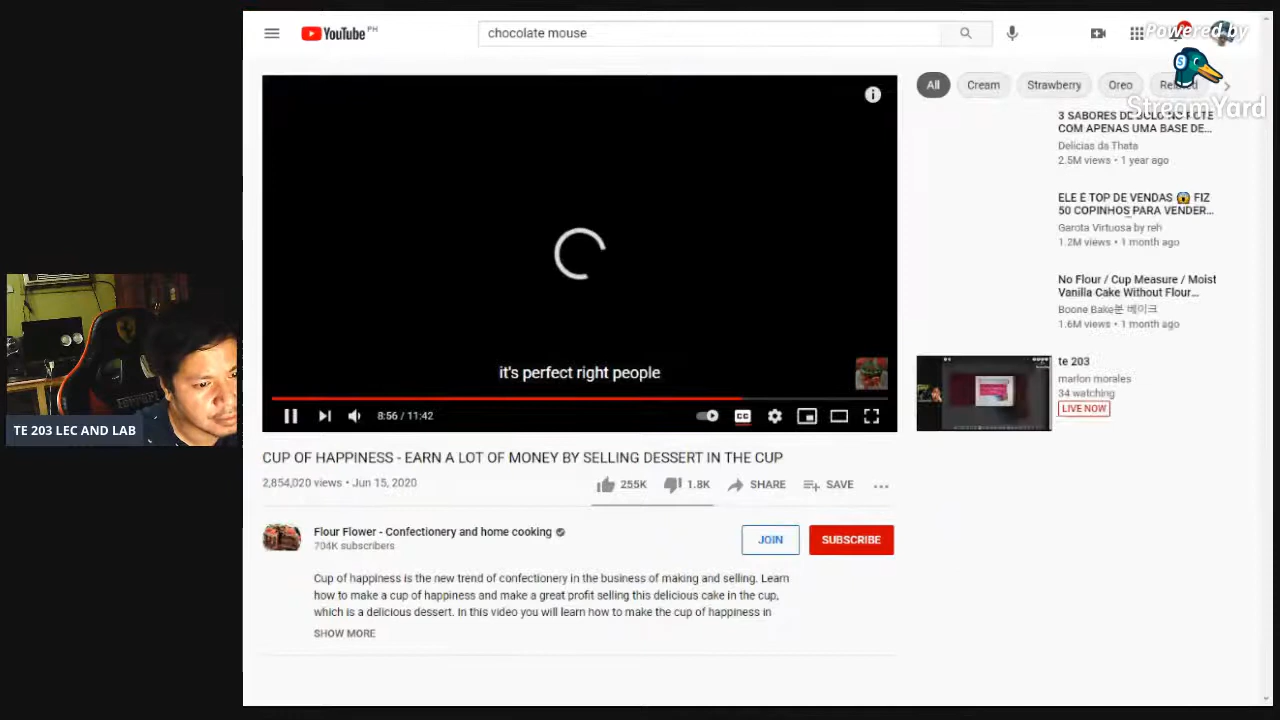 YouTube PH
chocolate mouse
Powered by
StreamYard
All
Cream
Strawberry
Oreo
Related
it's perfect right people
8:56 / 11:42
CC
CUP OF HAPPINESS - EARN A LOT OF MONEY BY SELLING DESSERT IN THE CUP
2,854,020 views • Jun 15, 2020
255K
1.8K
SHARE
SAVE
Flour Flower - Confectionery and home cooking
704K subscribers
JOIN
SUBSCRIBE
Cup of happiness is the new trend of confectionery in the business of making and selling. Learn
how to make a cup of happiness and make a great profit selling this delicious cake in the cup,
which is a delicious dessert. In this video you will learn how to make the cup of happiness in
SHOW MORE
3 SABORES DE BOLO NO POTE
COM APENAS UMA BASE DE...
Delicias da Thata
2.5M views • 1 year ago
ELE É TOP DE VENDAS 😱 FIZ
50 COPINHOS PARA VENDER...
Garota Virtuosa by reh
1.2M views • 1 month ago
No Flour / Cup Measure / Moist
Vanilla Cake Without Flour...
Boone Bake분 베이크
1.6M views • 1 month ago
te 203
marlon morales
34 watching
LIVE NOW
TE 203 LEC AND LAB